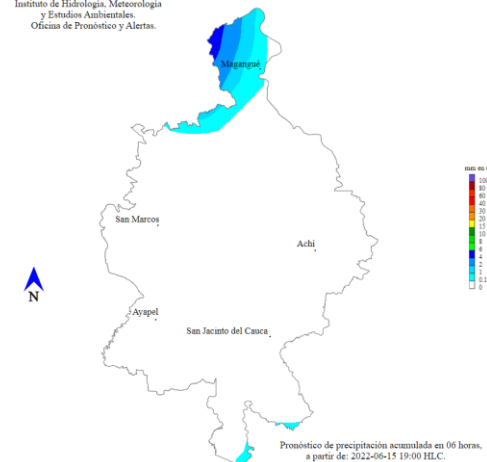 Instituto de Hidrología, Meteorología
y Estudios Ambientales.
Oficina de Pronóstico y Alertas.
Magangué
San Marcos
Achí
Ayapel
San Jacinto del Cauca
N
mm en
100
80
60
40
30
20
15
10
8
6
4
2
1
0.1
0
Pronóstico de precipitación acumulada en 06 horas,
a partir de: 2022-06-15 19:00 HLC.